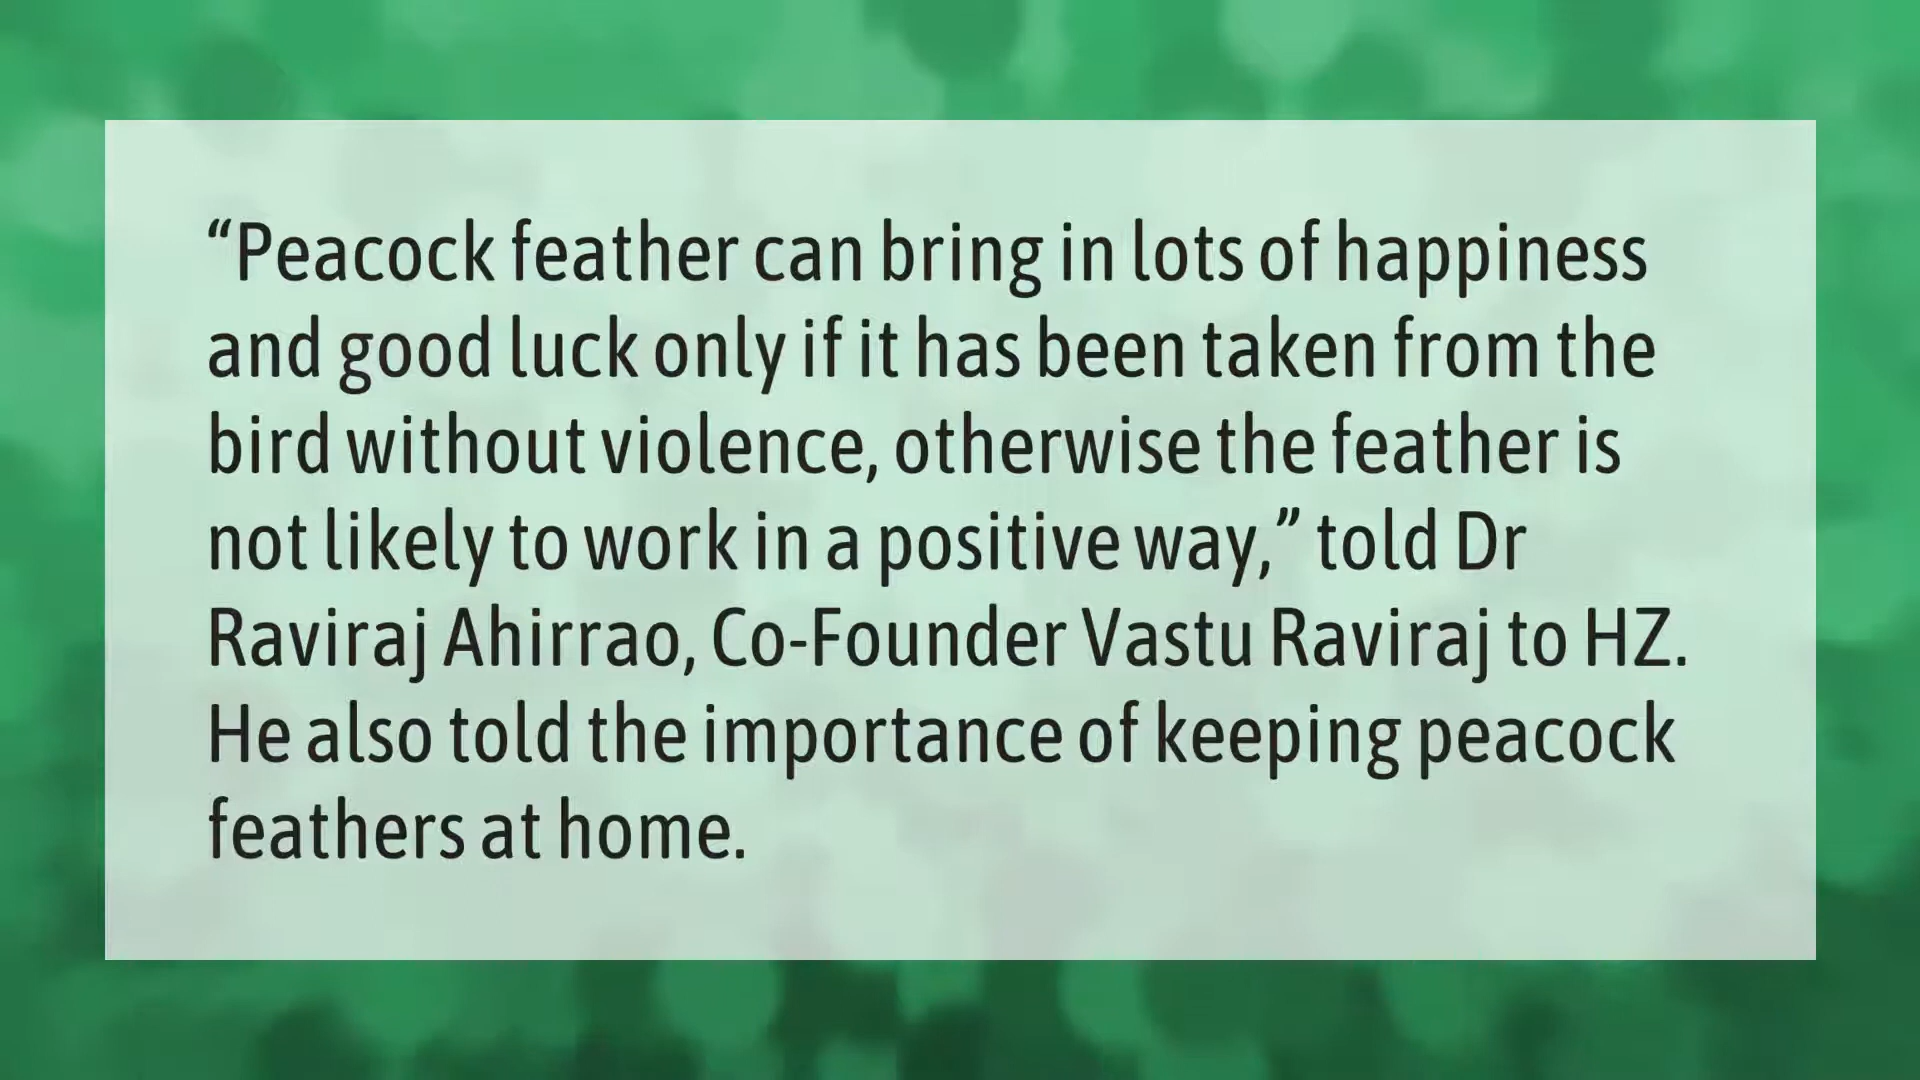 “Peacock feather can bring in lots of happiness
and good luck only if it has been taken from the
bird without violence, otherwise the feather is
not likely to work in a positive way,” told Dr
Raviraj Ahirrao, Co-Founder Vastu Raviraj to HZ.
He also told the importance of keeping peacock
feathers at home.